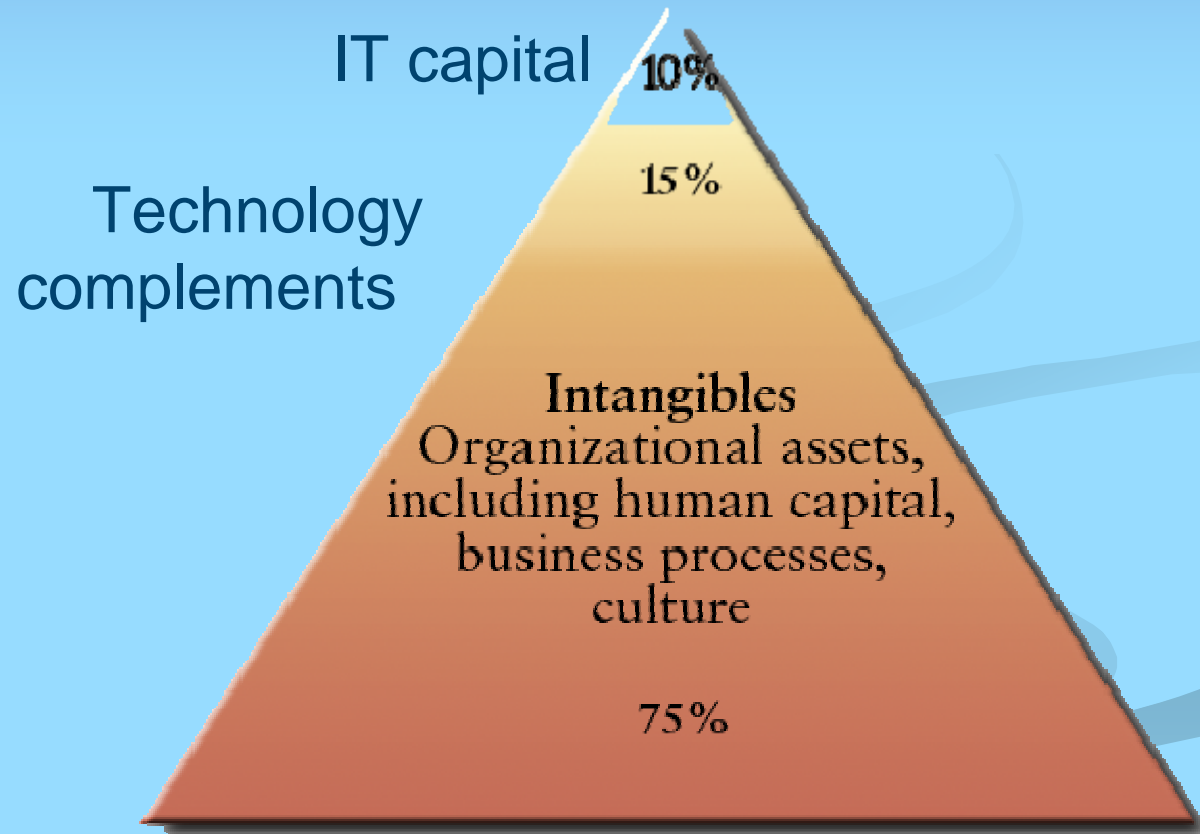 IT capital
10%
15%
Technology
complements
Intangibles
Organizational assets,
including human capital,
business processes,
culture
75%